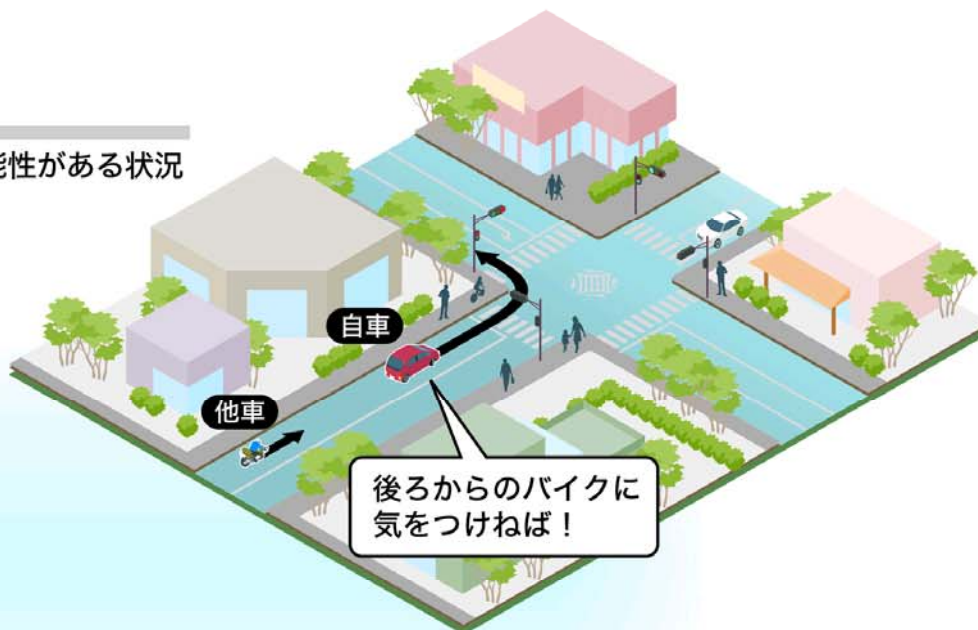 能性がある状況
自車
他車
後ろからのバイクに
気をつけねば！